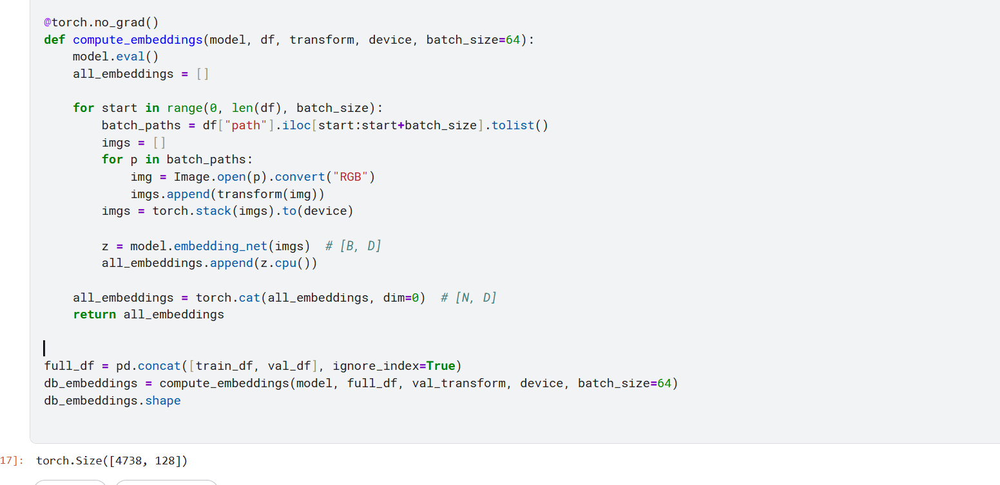 @torch.no_grad()
def compute_embeddings(model, df, transform, device, batch_size=64):
    model.eval()
    all_embeddings = []

    for start in range(0, len(df), batch_size):
        batch_paths = df["path"].iloc[start:start+batch_size].tolist()
        imgs = []
        for p in batch_paths:
            img = Image.open(p).convert("RGB")
            imgs.append(transform(img))
        imgs = torch.stack(imgs).to(device)

        z = model.embedding_net(imgs)  # [B, D]
        all_embeddings.append(z.cpu())

    all_embeddings = torch.cat(all_embeddings, dim=0)  # [N, D]
    return all_embeddings

full_df = pd.concat([train_df, val_df], ignore_index=True)
db_embeddings = compute_embeddings(model, full_df, val_transform, device, batch_size=64)
db_embeddings.shape

17]: torch.Size([4738, 128])